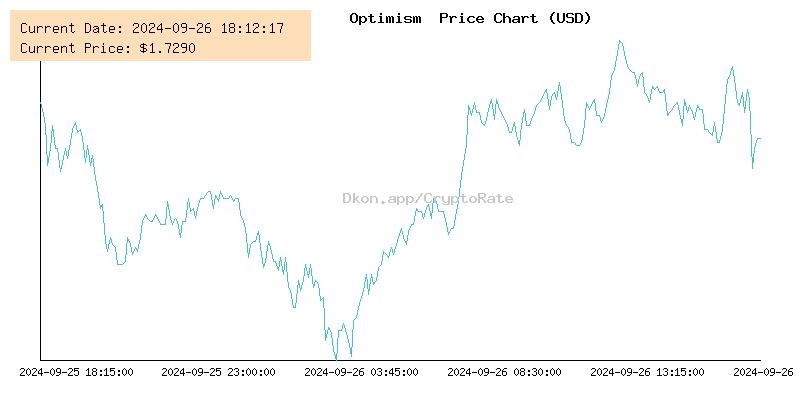 Optimism Price Chart (USD)
Current Date: 2024-09-26 18:12:17
Current Price: $1.7290
Dkon.app/CryptoRate
2024-09-25 18:15:00 2024-09-25 23:00:00 2024-09-26 03:45:00 2024-09-26 08:30:00 2024-09-26 13:15:00 2024-09-26